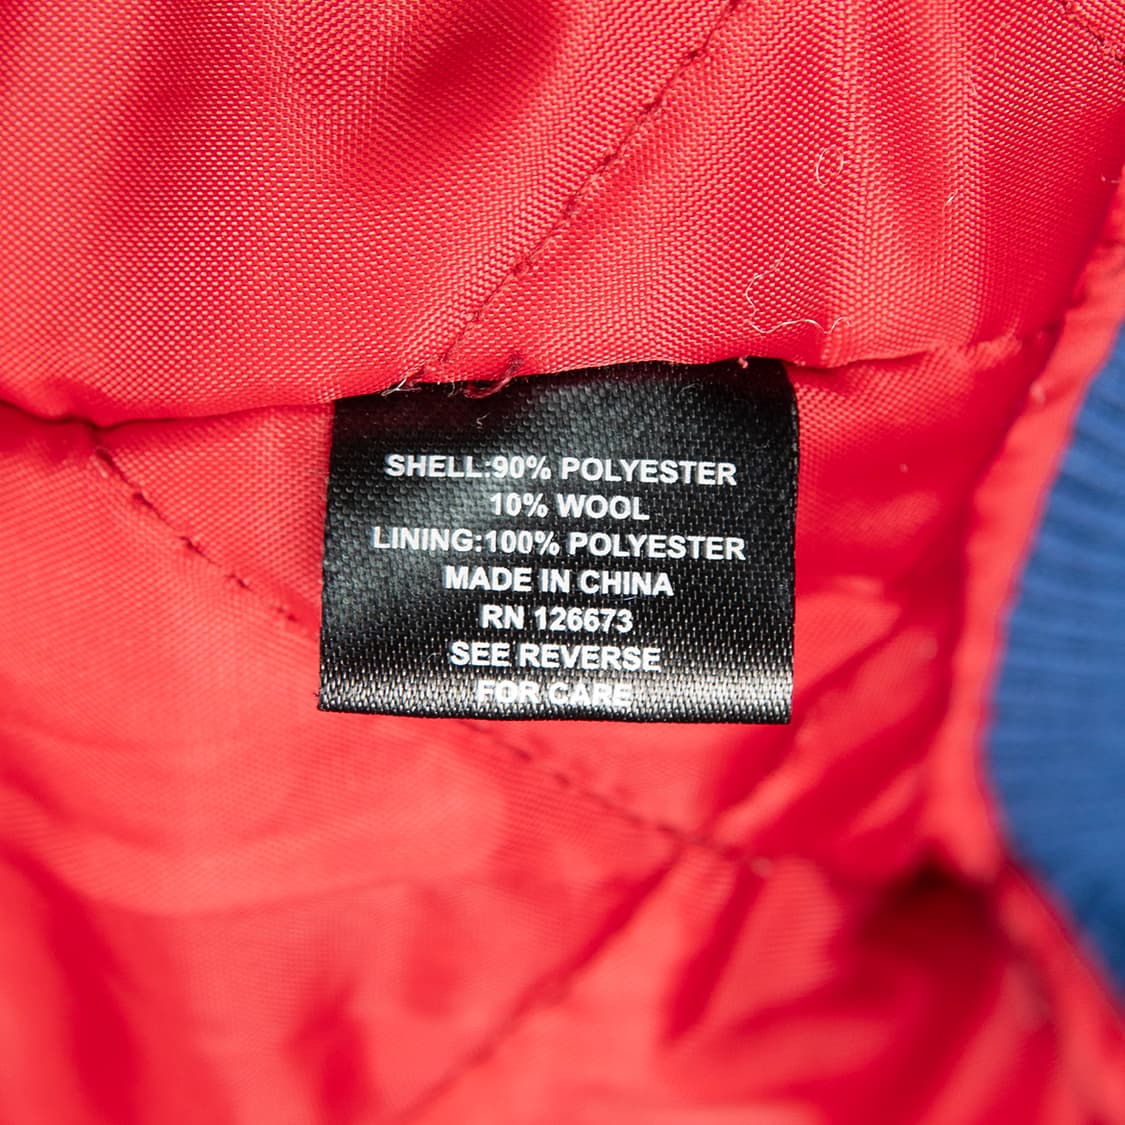 SHELL:90% POLYESTER
10% WOOL
LINING:100% POLYESTER
MADE IN CHINA
RN 126673
SEE REVERSE
FOR CARE